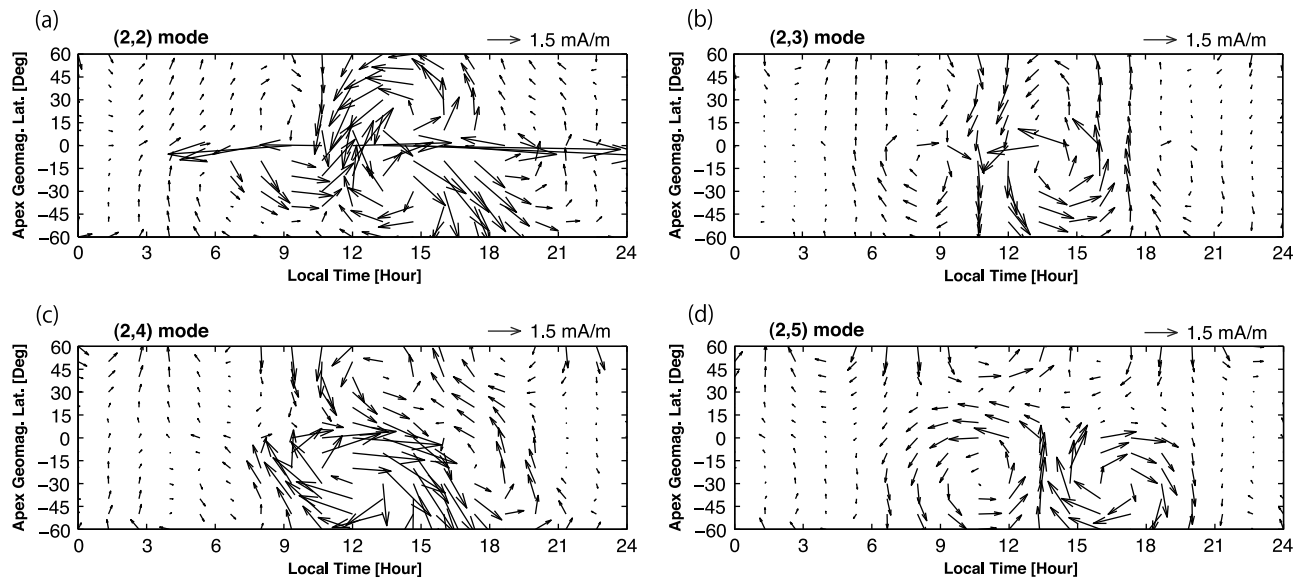 (a)
(2,2) mode
1.5 mA/m
Apex Geomag. Lat. [Deg]
60
45
30
15
0
−15
−30
−45
−60
0 3 6 9 12 15 18 21 24
Local Time [Hour]
(b)
(2,3) mode
1.5 mA/m
Apex Geomag. Lat. [Deg]
60
45
30
15
0
−15
−30
−45
−60
0 3 6 9 12 15 18 21 24
Local Time [Hour]
(c)
(2,4) mode
1.5 mA/m
Apex Geomag. Lat. [Deg]
60
45
30
15
0
−15
−30
−45
−60
0 3 6 9 12 15 18 21 24
Local Time [Hour]
(d)
(2,5) mode
1.5 mA/m
Apex Geomag. Lat. [Deg]
60
45
30
15
0
−15
−30
−45
−60
0 3 6 9 12 15 18 21 24
Local Time [Hour]